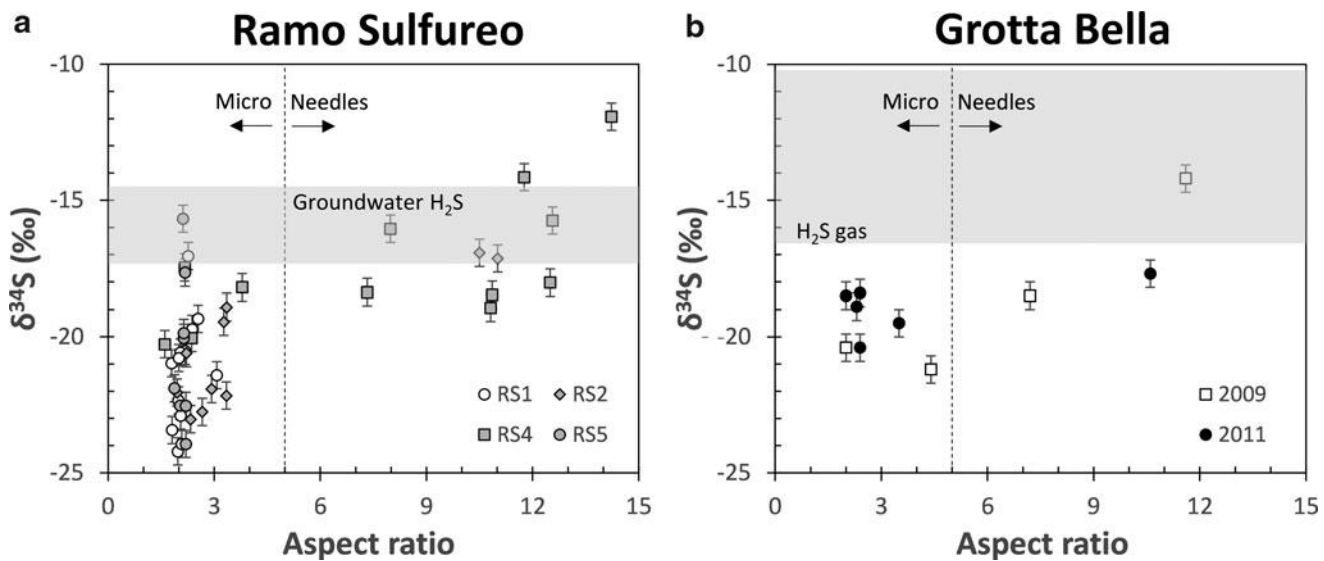 a Ramo Sulfureo
-10
-15
-20
-25
δ³⁴S (‰)
Micro Needles
Groundwater H₂S
RS1 RS2
RS4 RS5
0 3 6 9 12 15
Aspect ratio
b Grotta Bella
-10
-15
-20
-25
δ³⁴S (‰)
Micro Needles
H₂S gas
2009
2011
0 3 6 9 12 15
Aspect ratio